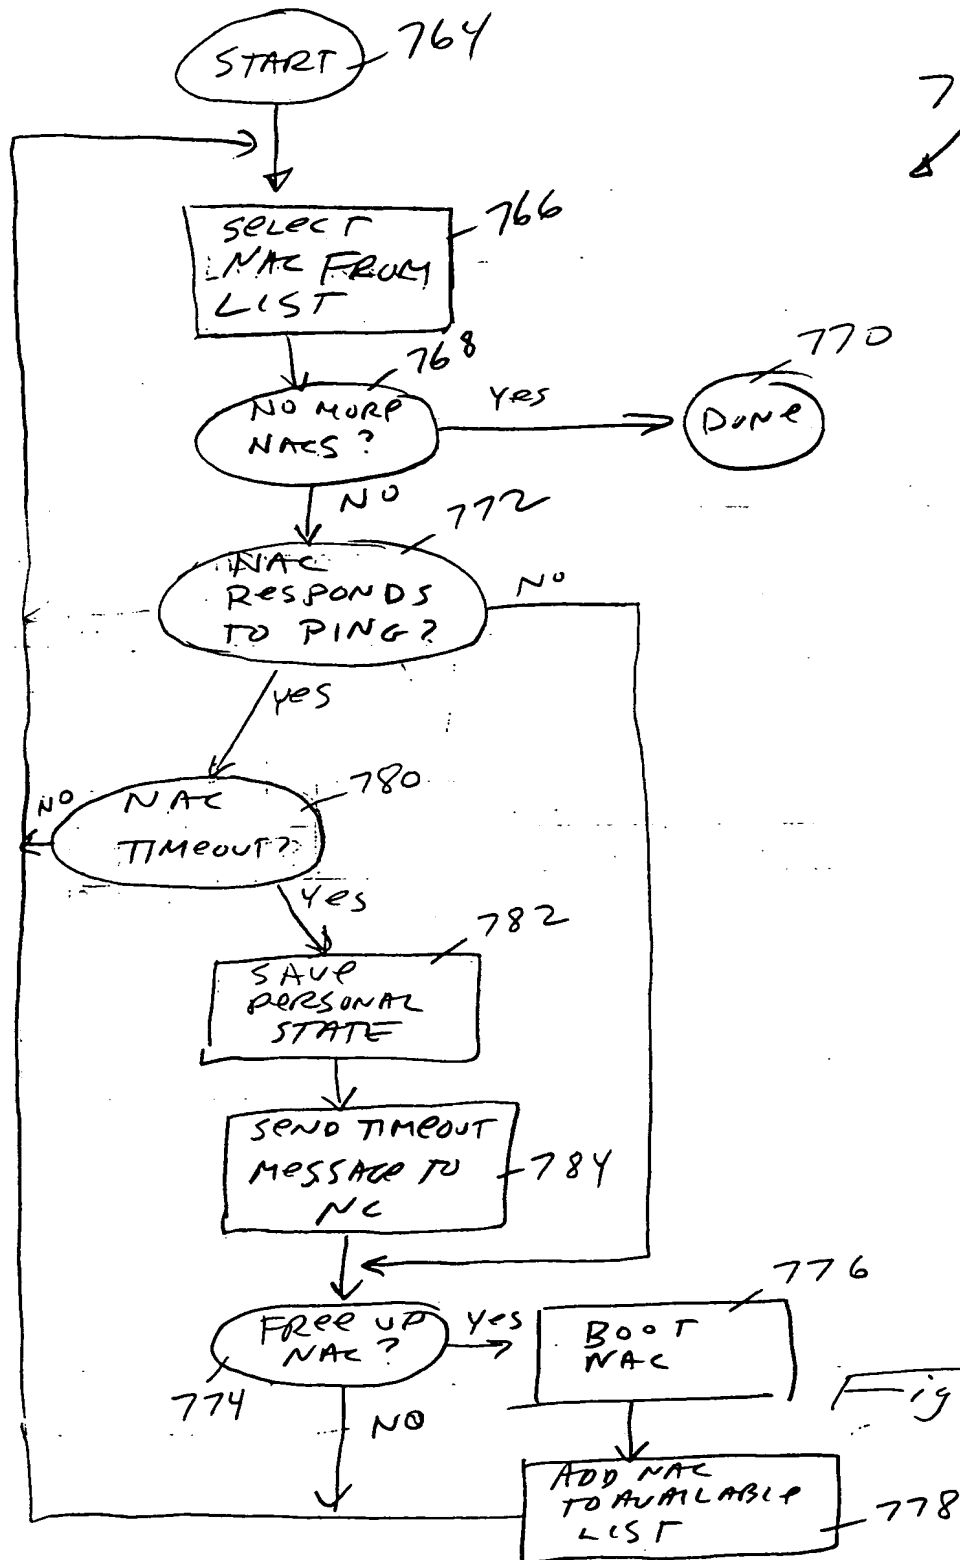 START
764
7
SELECT
NAC FROM
LIST
766
768
NO MORE
NACS?
Yes
770
DONE
NO
772
NAC
RESPONDS
TO PING?
NO
yes
NO
NAC
TIMEOUT?
780
Yes
782
SAVE
PERSONAL
STATE
SEND TIMEOUT
MESSAGE TO
NC
784
FREE UP
NAC?
774
Yes
776
BOOT
NAC
NO
Fig
ADD NAC
TO AVAILABLE
LIST
778